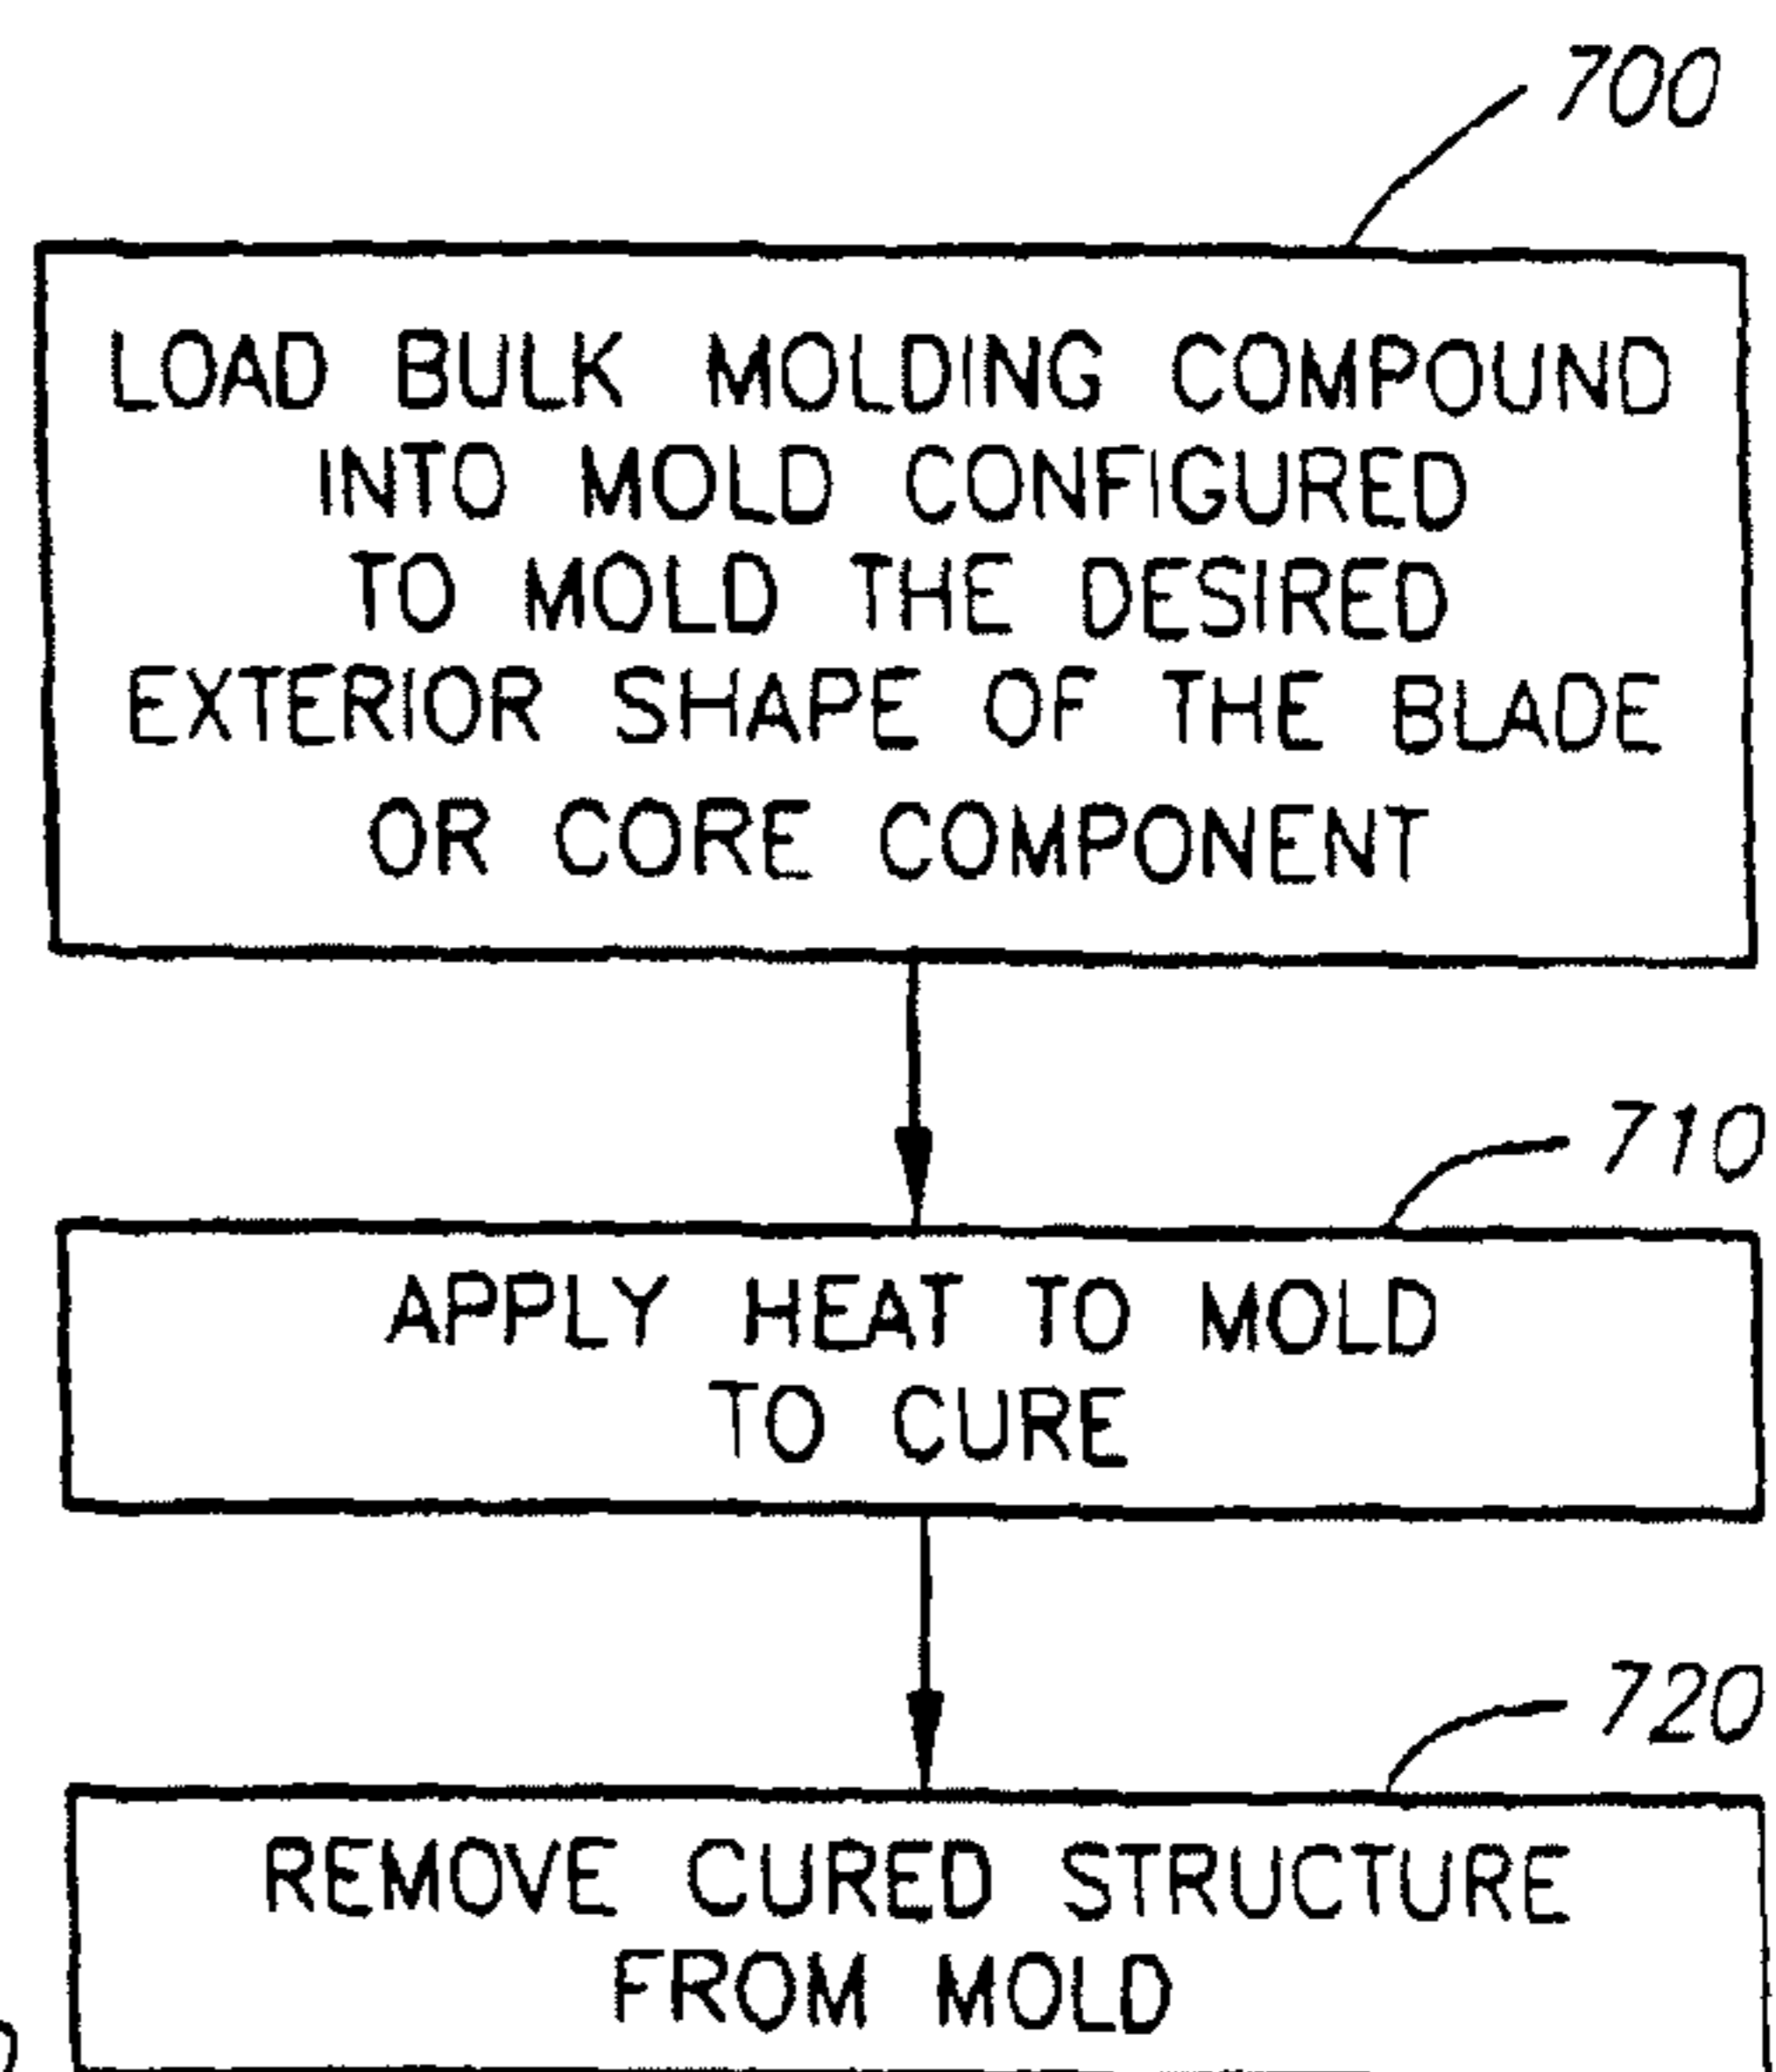 700
LOAD BULK MOLDING COMPOUND
INTO MOLD CONFIGURED
TO MOLD THE DESIRED
EXTERIOR SHAPE OF THE BLADE
OR CORE COMPONENT
710
APPLY HEAT TO MOLD
TO CURE
720
REMOVE CURED STRUCTURE
FROM MOLD